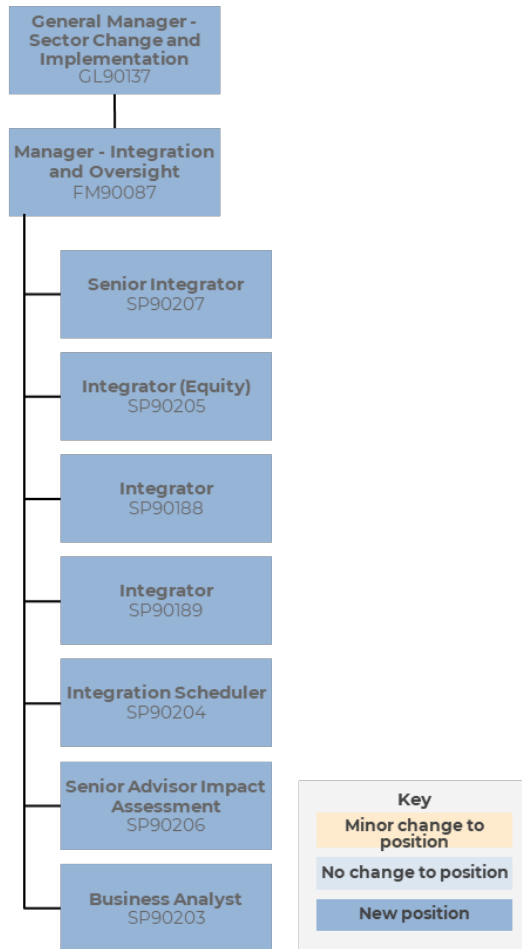 General Manager -
Sector Change and
Implementation
GL90137
Manager - Integration
and Oversight
FM90087
Senior Integrator
SP90207
Integrator (Equity)
SP90205
Integrator
SP90188
Integrator
SP90189
Integration Scheduler
SP90204
Senior Advisor Impact
Assessment
SP90206
Business Analyst
SP90203
Key
Minor change to
position
No change to position
New position